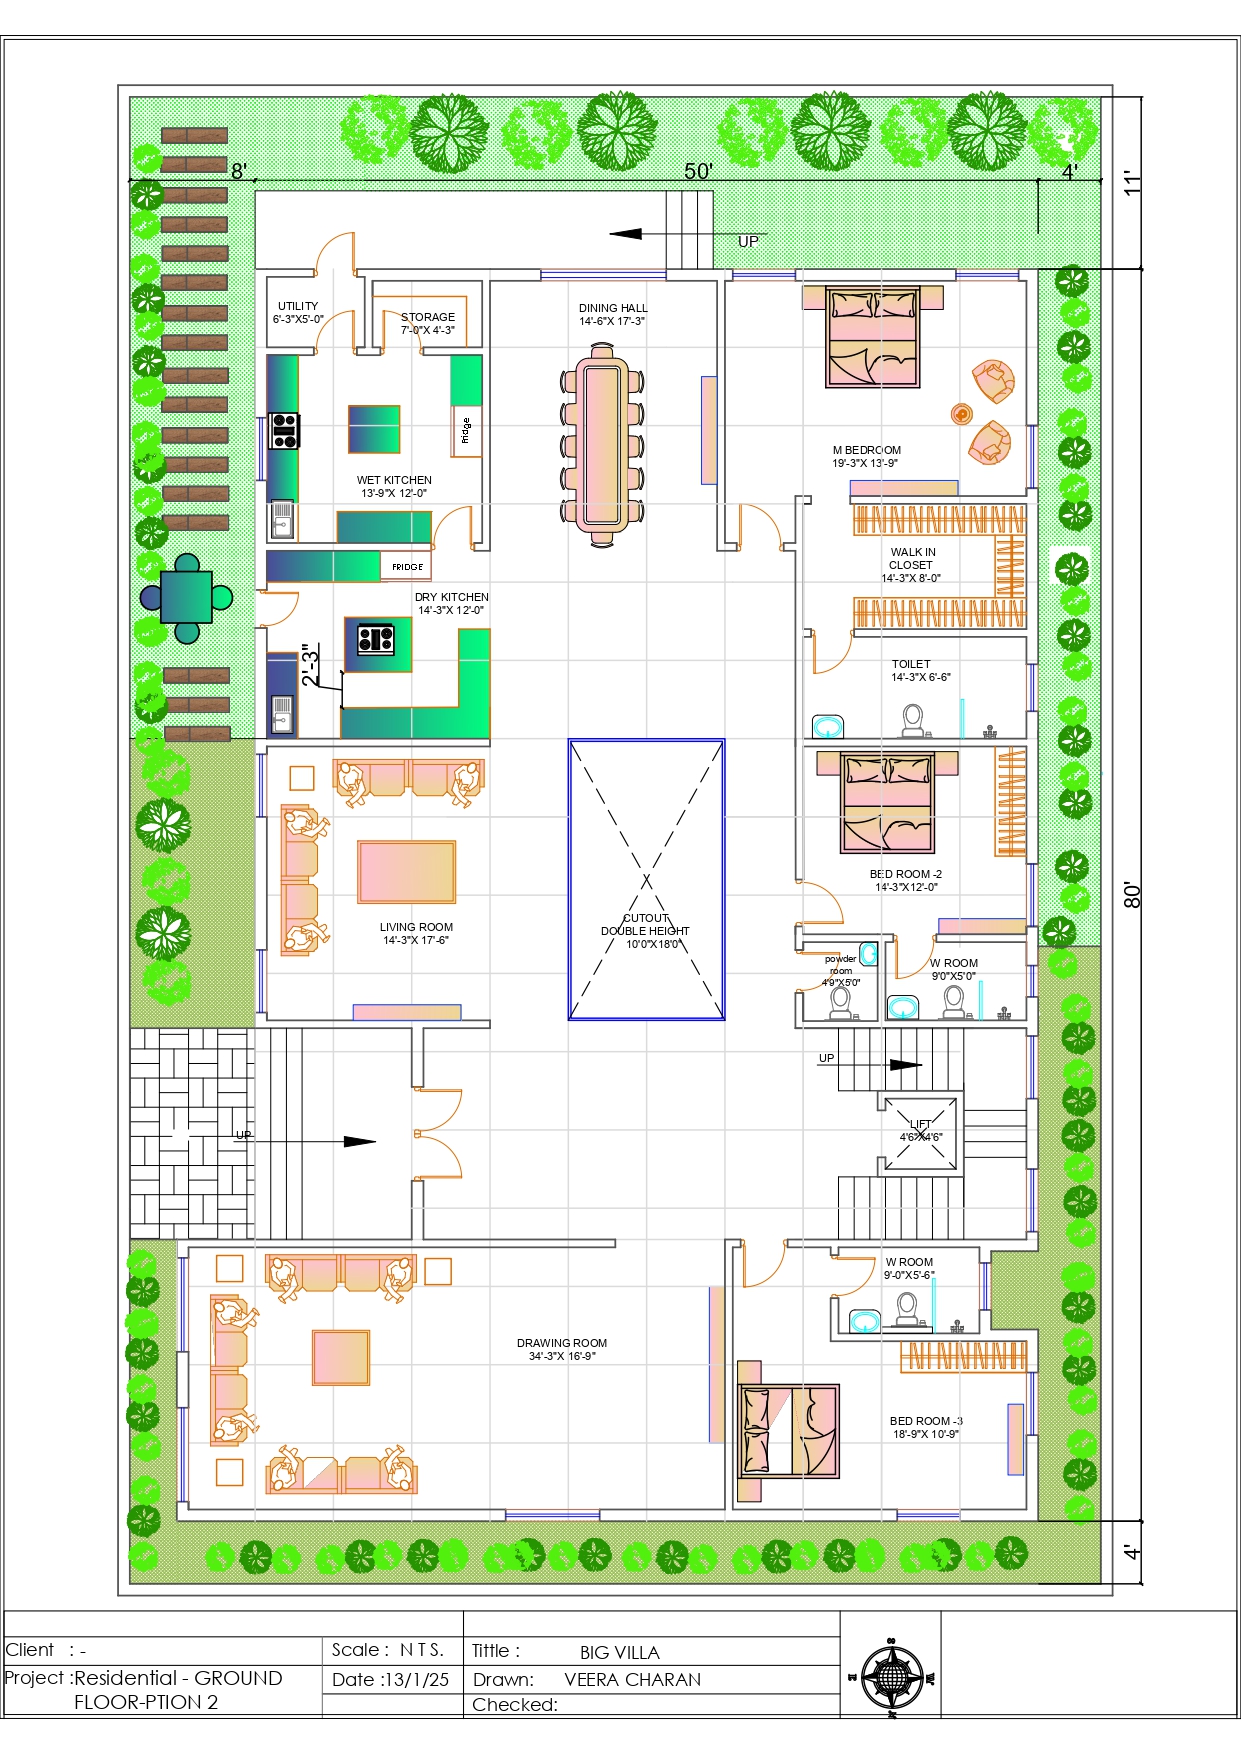 8'
50'
4'
11'
UP
UTILITY
6'-3"X5'-0"
STORAGE
7'-0"X 4'-3"
DINING HALL
14'-6"X 17'-3"
Fridge
M BEDROOM
19'-3"X 13'-9"
WET KITCHEN
13'-9"X 12'-0"
WALK IN
CLOSET
14'-3"X 8'-0"
FRIDGE
DRY KITCHEN
14'-3"X 12'-0"
2'-3"
TOILET
14'-3"X 6'-6"
BED ROOM -2
14'-3"X12'-0"
80'
LIVING ROOM
14'-3"X 17'-6"
CUTOUT
DOUBLE HEIGHT
10'0"X18'0"
powder
room
4'9"X5'0"
W ROOM
9'0"X5'0"
UP
LIFT
4'6"X4'6"
UP
W ROOM
9'-0"X5'-6"
DRAWING ROOM
34'-3"X 16'-9"
BED ROOM -3
18'-9"X 10'-9"
4'
Client : -
Scale : N T S.
Tittle : BIG VILLA
Project :Residential - GROUND
FLOOR-PTION 2
Date :13/1/25
Drawn: VEERA CHARAN
Checked:
S
E
W
N